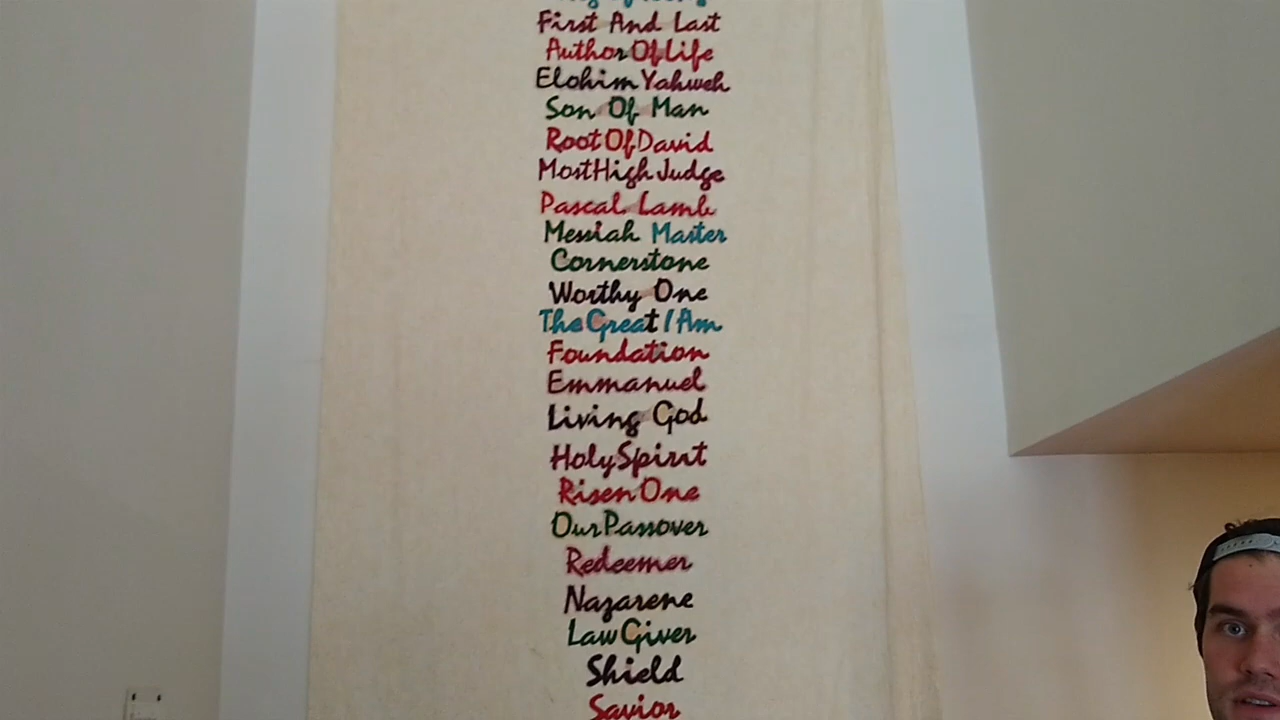 First And Last
Author Of Life
Elohim Yahweh
Son Of Man
Root Of David
Most High Judge
Pascal Lamb
Messiah Master
Cornerstone
Worthy One
The Great I Am
Foundation
Emmanuel
Living God
Holy Spirit
Risen One
Our Passover
Redeemer
Nazarene
Law Giver
Shield
Savior